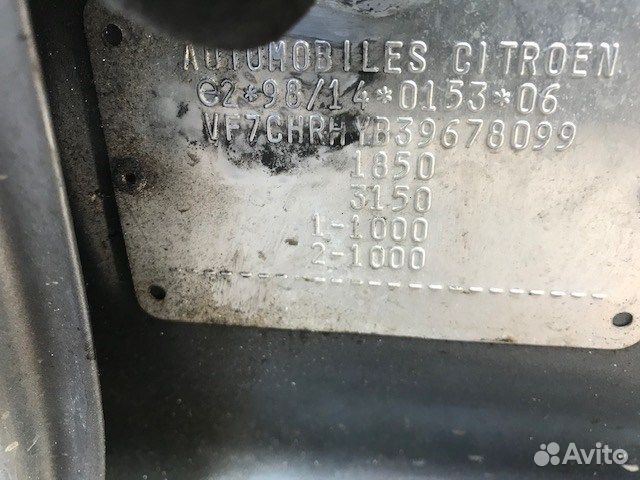 AUTOMOBILES CITROEN
e2*98/14*0153*06
VF7CHRHYB39678099
1850
3150
1-1000
2-1000
Avito